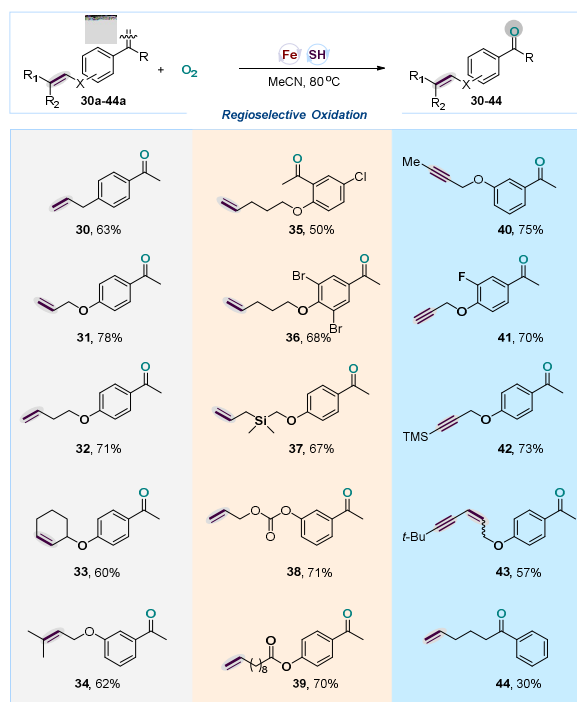 R R1 R2 X 30a-44a + O2 Fe SH MeCN, 80 °C O R R1 R2 X 30-44
Regioselective Oxidation
O
30, 63%
O Cl O
35, 50%
Me O O
40, 75%
O O
31, 78%
Br O O Br
36, 68%
F O O
41, 70%
O O
32, 71%
Si O O
37, 67%
TMS O O
42, 73%
O O
33, 60%
O O O O
38, 71%
t-Bu O O
43, 57%
O O
34, 62%
( )8 O O O
39, 70%
O
44, 30%